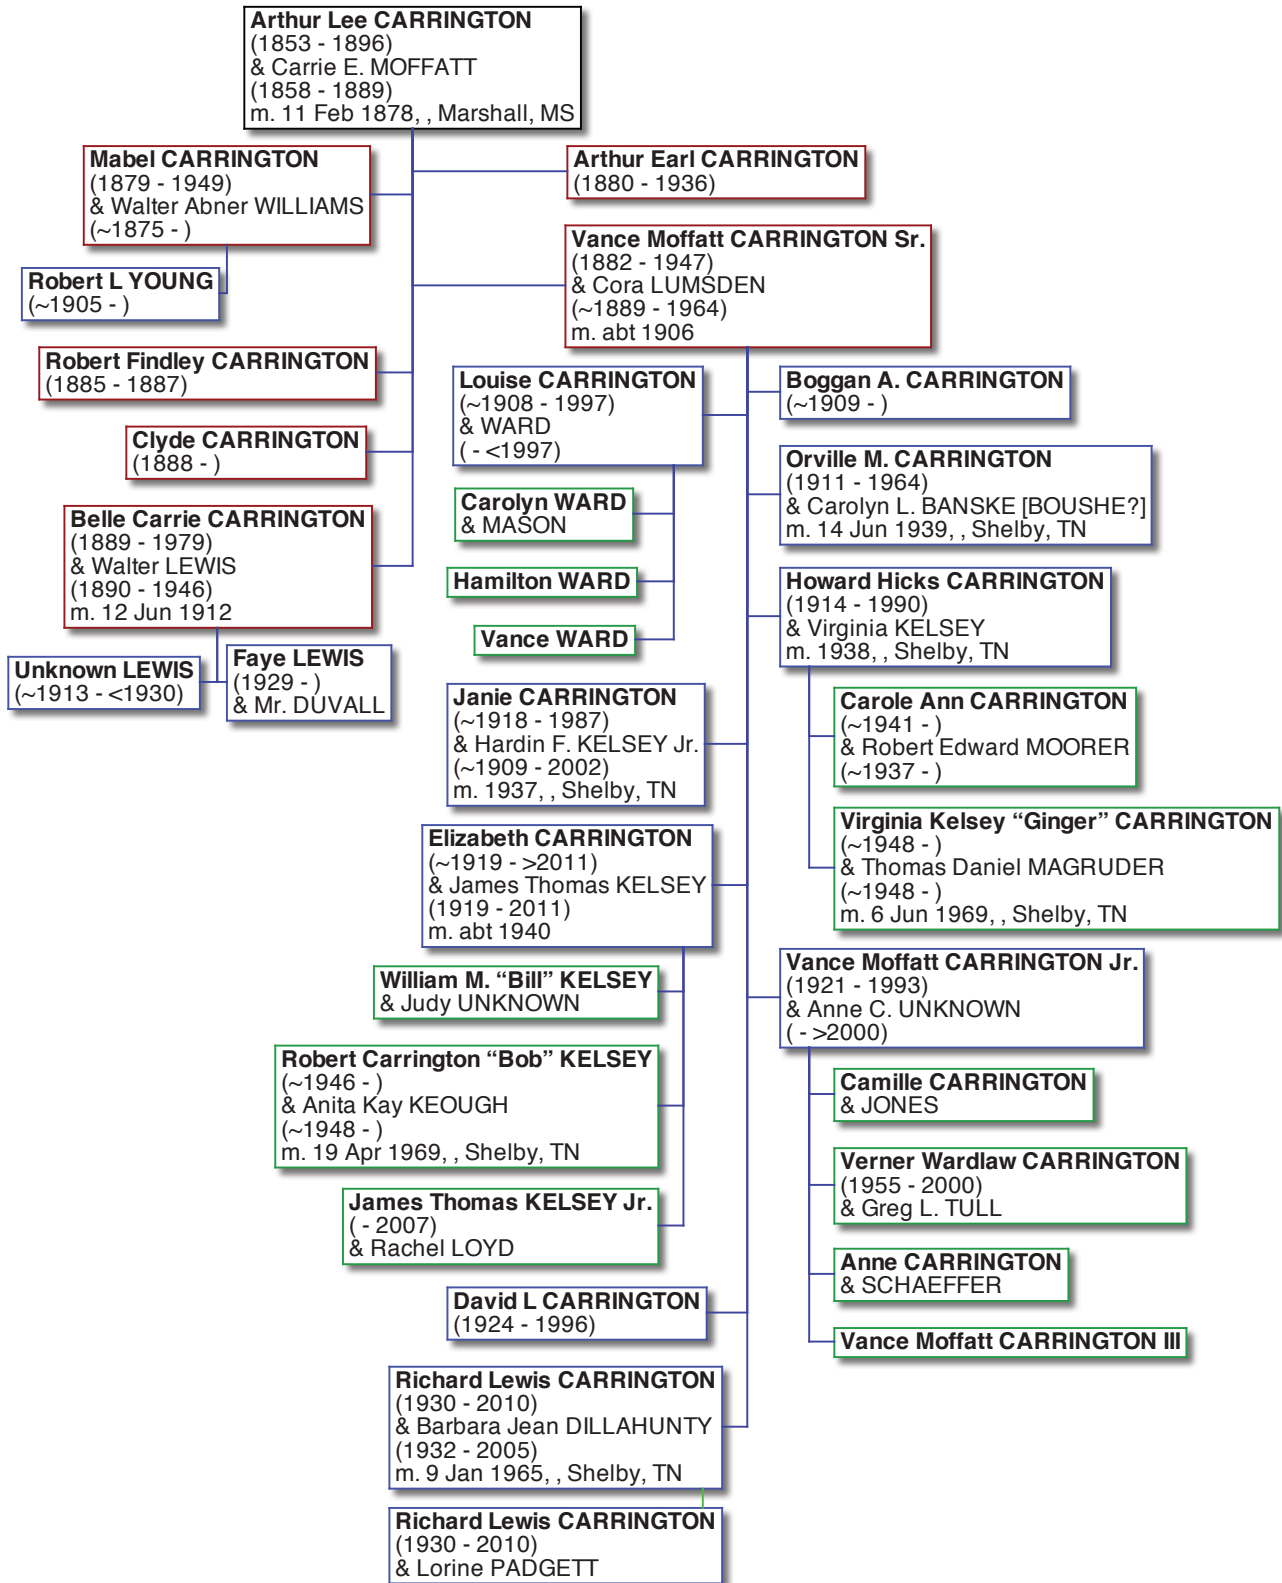 Arthur Lee CARRINGTON
(1853 - 1896)
& Carrie E. MOFFATT
(1858 - 1889)
m. 11 Feb 1878, , Marshall, MS
Mabel CARRINGTON
(1879 - 1949)
& Walter Abner WILLIAMS
(~1875 - )
Arthur Earl CARRINGTON
(1880 - 1936)
Robert L YOUNG
(~1905 - )
Vance Moffatt CARRINGTON Sr.
(1882 - 1947)
& Cora LUMSDEN
(~1889 - 1964)
m. abt 1906
Robert Findley CARRINGTON
(1885 - 1887)
Clyde CARRINGTON
(1888 - )
Belle Carrie CARRINGTON
(1889 - 1979)
& Walter LEWIS
(1890 - 1946)
m. 12 Jun 1912
Unknown LEWIS
(~1913 - <1930)
Faye LEWIS
(1929 - )
& Mr. DUVALL
Louise CARRINGTON
(~1908 - 1997)
& WARD
( - <1997)
Carolyn WARD
& MASON
Hamilton WARD
Vance WARD
Boggan A. CARRINGTON
(~1909 - )
Orville M. CARRINGTON
(1911 - 1964)
& Carolyn L. BANSKE [BOUSHE?]
m. 14 Jun 1939, , Shelby, TN
Howard Hicks CARRINGTON
(1914 - 1990)
& Virginia KELSEY
m. 1938, , Shelby, TN
Carole Ann CARRINGTON
(~1941 - )
& Robert Edward MOORER
(~1937 - )
Virginia Kelsey “Ginger” CARRINGTON
(~1948 - )
& Thomas Daniel MAGRUDER
(~1948 - )
m. 6 Jun 1969, , Shelby, TN
Janie CARRINGTON
(~1918 - 1987)
& Hardin F. KELSEY Jr.
(~1909 - 2002)
m. 1937, , Shelby, TN
Elizabeth CARRINGTON
(~1919 - >2011)
& James Thomas KELSEY
(1919 - 2011)
m. abt 1940
William M. “Bill” KELSEY
& Judy UNKNOWN
Robert Carrington “Bob” KELSEY
(~1946 - )
& Anita Kay KEOUGH
(~1948 - )
m. 19 Apr 1969, , Shelby, TN
James Thomas KELSEY Jr.
( - 2007)
& Rachel LOYD
Vance Moffatt CARRINGTON Jr.
(1921 - 1993)
& Anne C. UNKNOWN
( - >2000)
Camille CARRINGTON
& JONES
Verner Wardlaw CARRINGTON
(1955 - 2000)
& Greg L. TULL
Anne CARRINGTON
& SCHAEFFER
Vance Moffatt CARRINGTON III
David L CARRINGTON
(1924 - 1996)
Richard Lewis CARRINGTON
(1930 - 2010)
& Barbara Jean DILLAHUNTY
(1932 - 2005)
m. 9 Jan 1965, , Shelby, TN
Richard Lewis CARRINGTON
(1930 - 2010)
& Lorine PADGETT